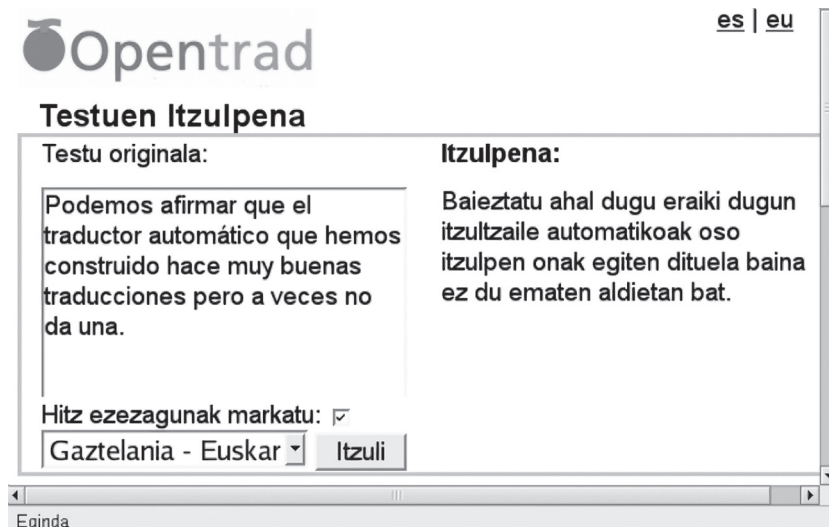 es | eu
Opentrad
Testuen Itzulpena
Testu originala:
Podemos afirmar que el
traductor automático que hemos
construido hace muy buenas
traducciones pero a veces no
da una.
Hitz ezezagunak markatu:
Gaztelania - Euskar
Itzuli
Itzulpena:
Baieztatu ahal dugu eraiki dugun
itzultzaile automatikoak oso
itzulpen onak egiten dituela baina
ez du ematen aldietan bat.
Eginda